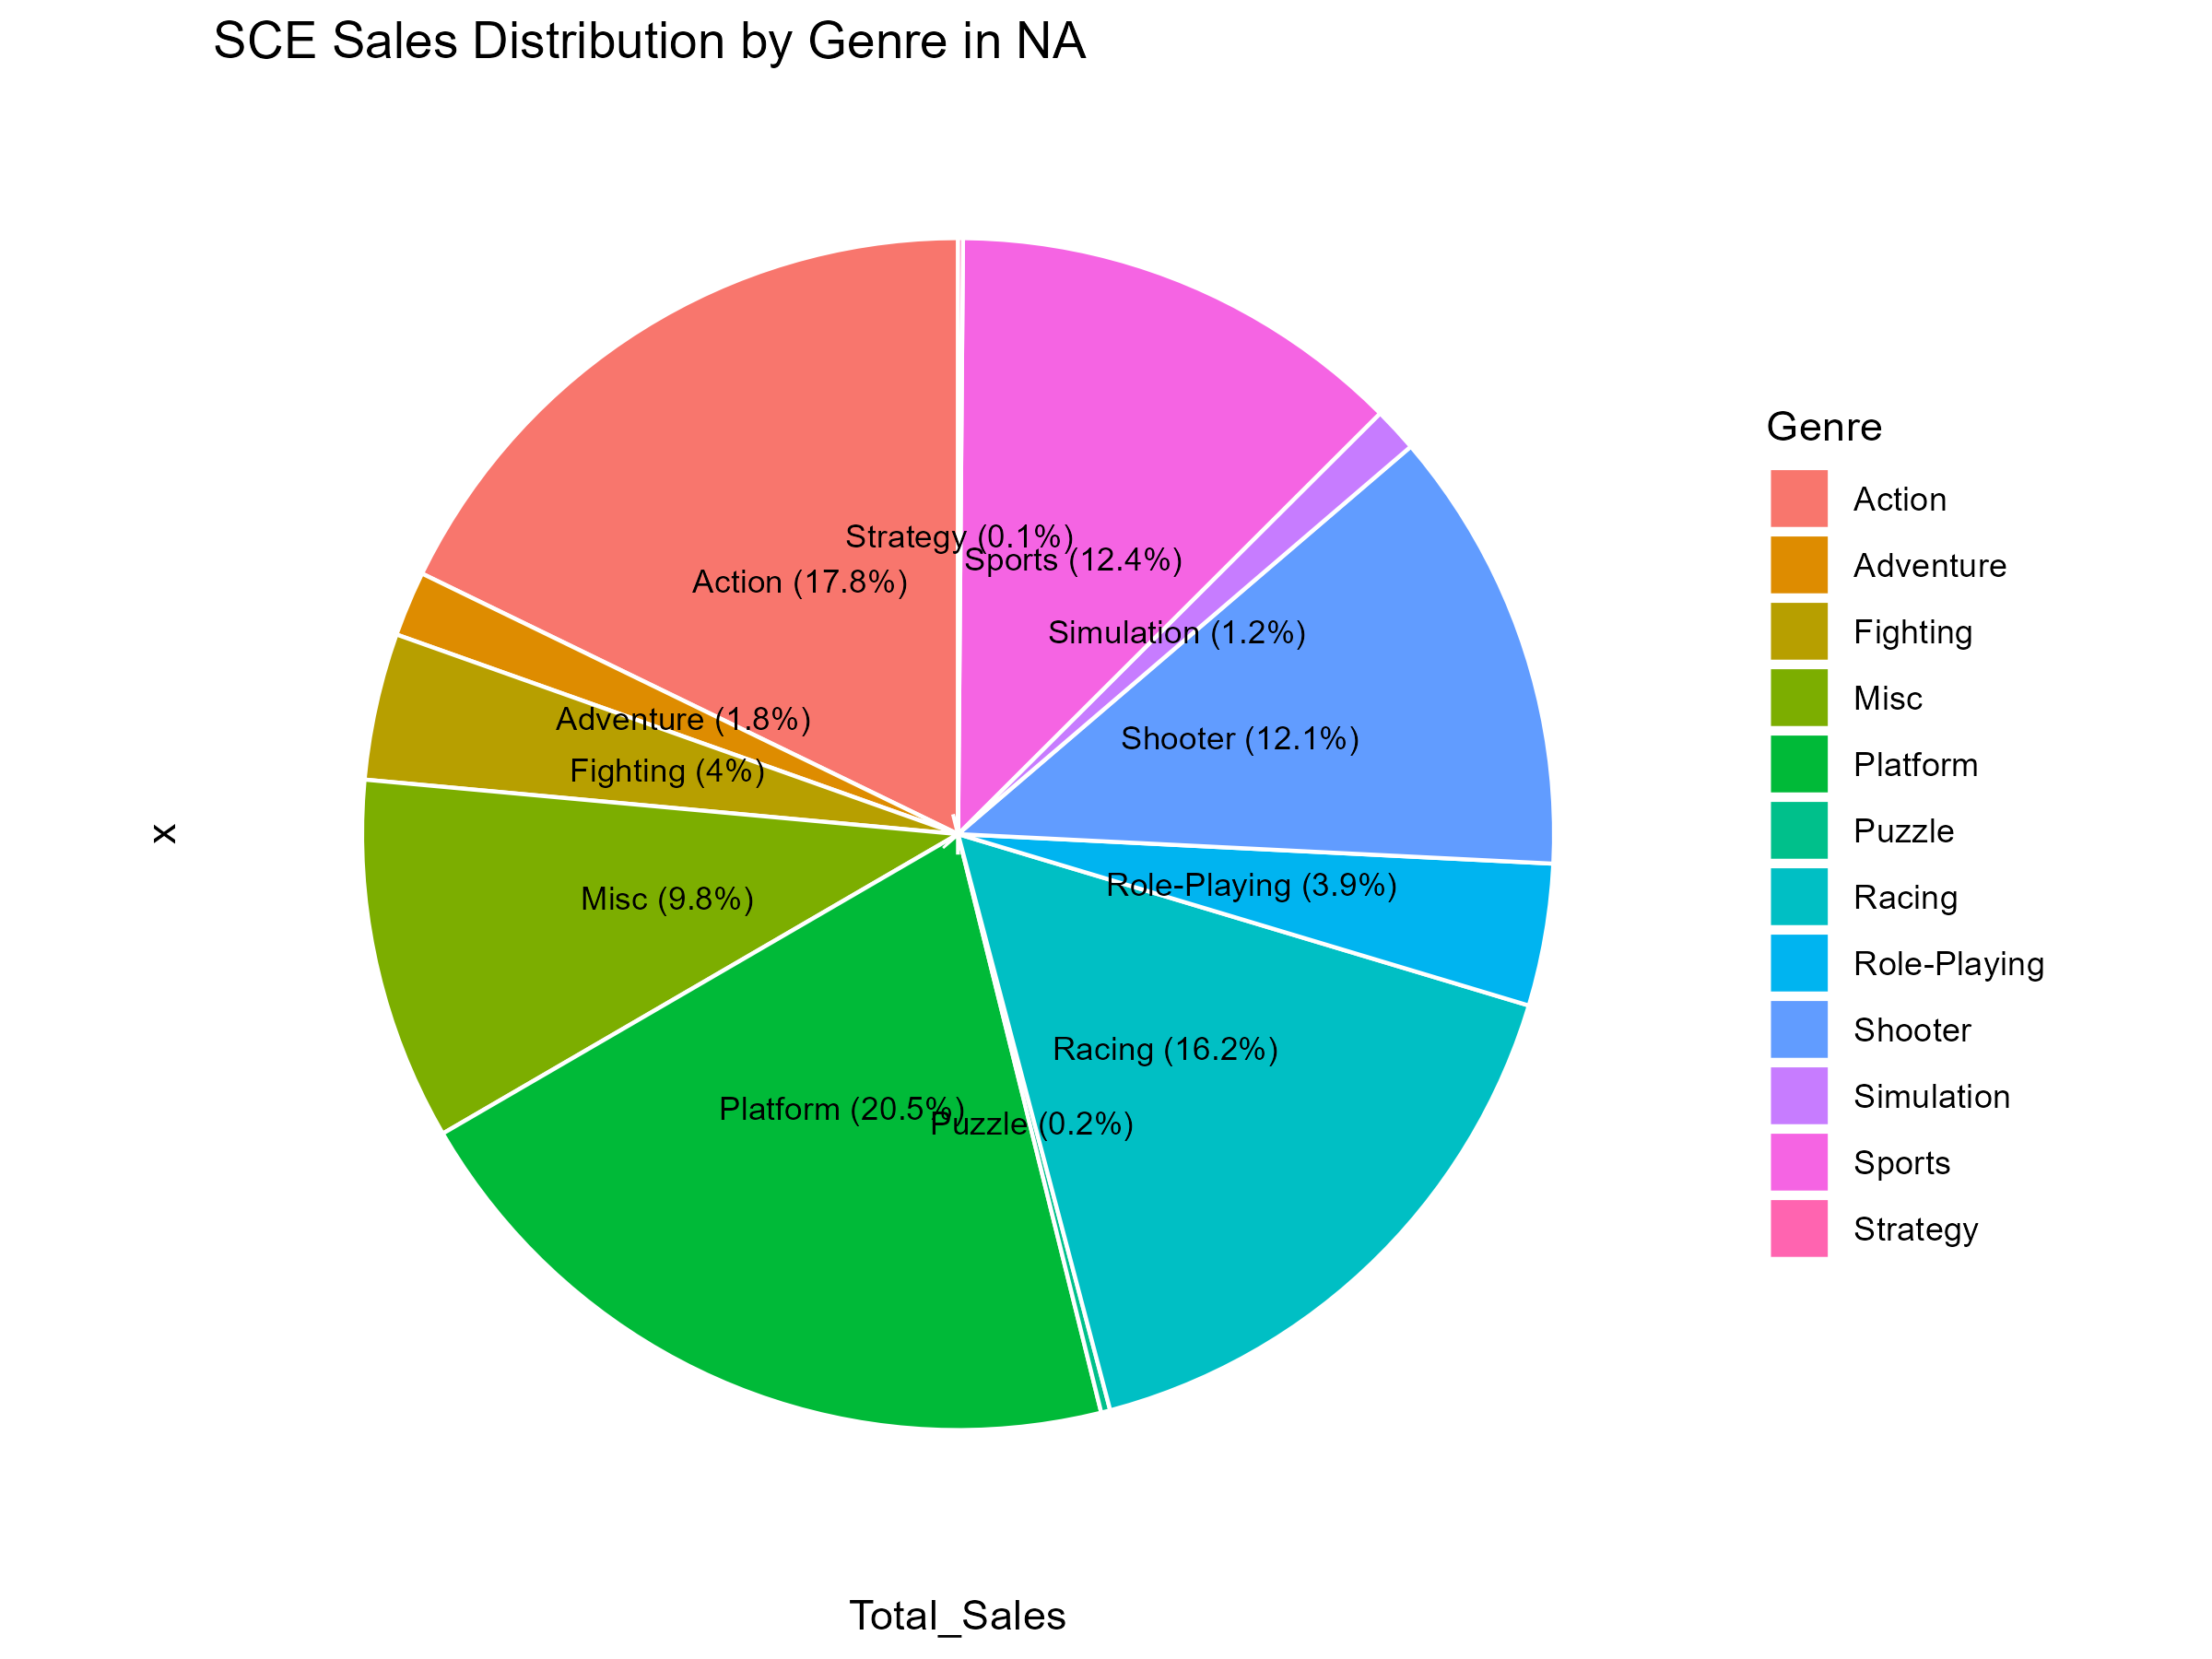 SCE Sales Distribution by Genre in NA
Strategy (0.1%)
Sports (12.4%)
Action (17.8%)
Simulation (1.2%)
Adventure (1.8%)
Shooter (12.1%)
Fighting (4%)
Role-Playing (3.9%)
Misc (9.8%)
Racing (16.2%)
Platform (20.5%)
Puzzle (0.2%)
x
Total_Sales
Genre
Action
Adventure
Fighting
Misc
Platform
Puzzle
Racing
Role-Playing
Shooter
Simulation
Sports
Strategy